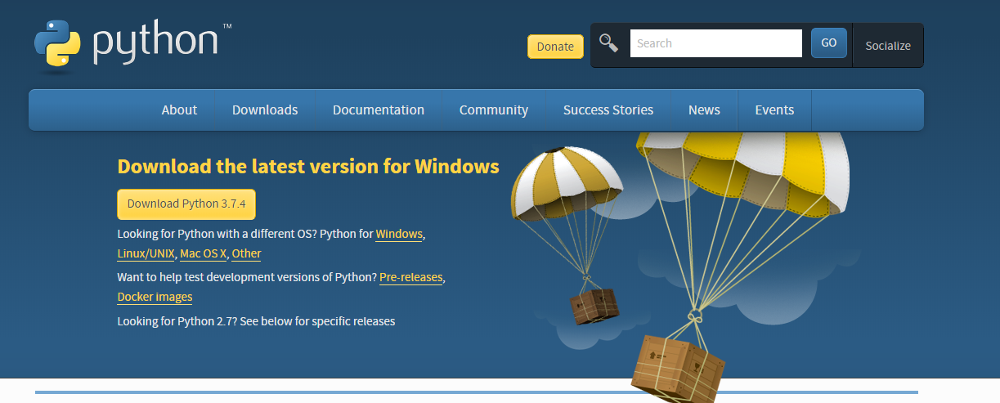 python™
Donate
Search
GO
Socialize
About Downloads Documentation Community Success Stories News Events
Download the latest version for Windows
Download Python 3.7.4
Looking for Python with a different OS? Python for Windows,
Linux/UNIX, Mac OS X, Other
Want to help test development versions of Python? Pre-releases,
Docker images
Looking for Python 2.7? See below for specific releases